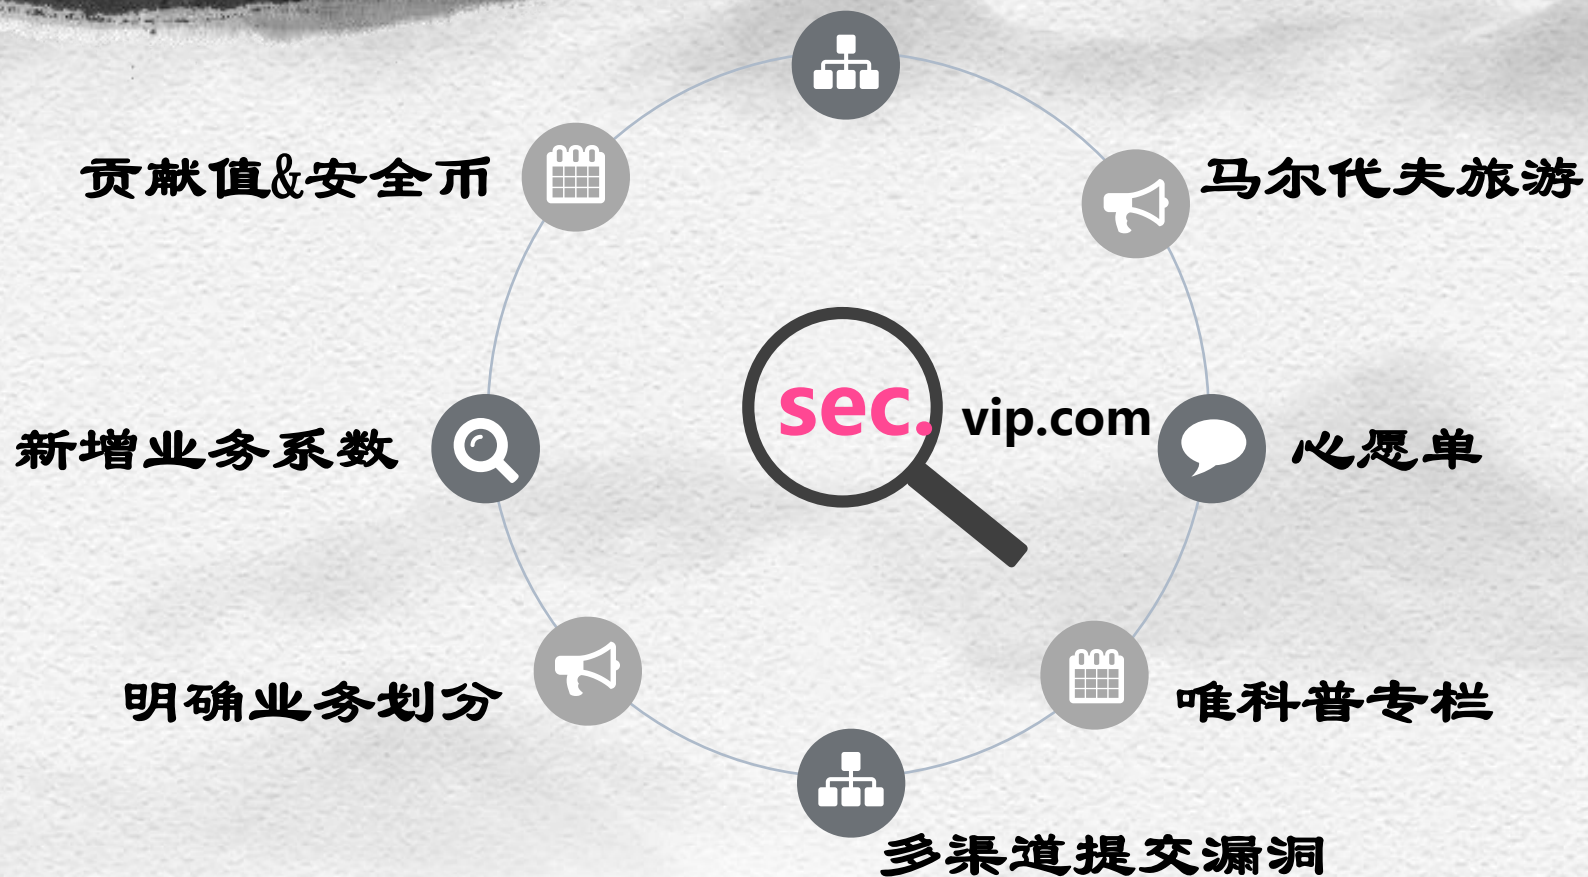 贡献值&安全币
马尔代夫旅游
sec. vip.com
新增业务系数
心愿单
明确业务划分
唯科普专栏
多渠道提交漏洞